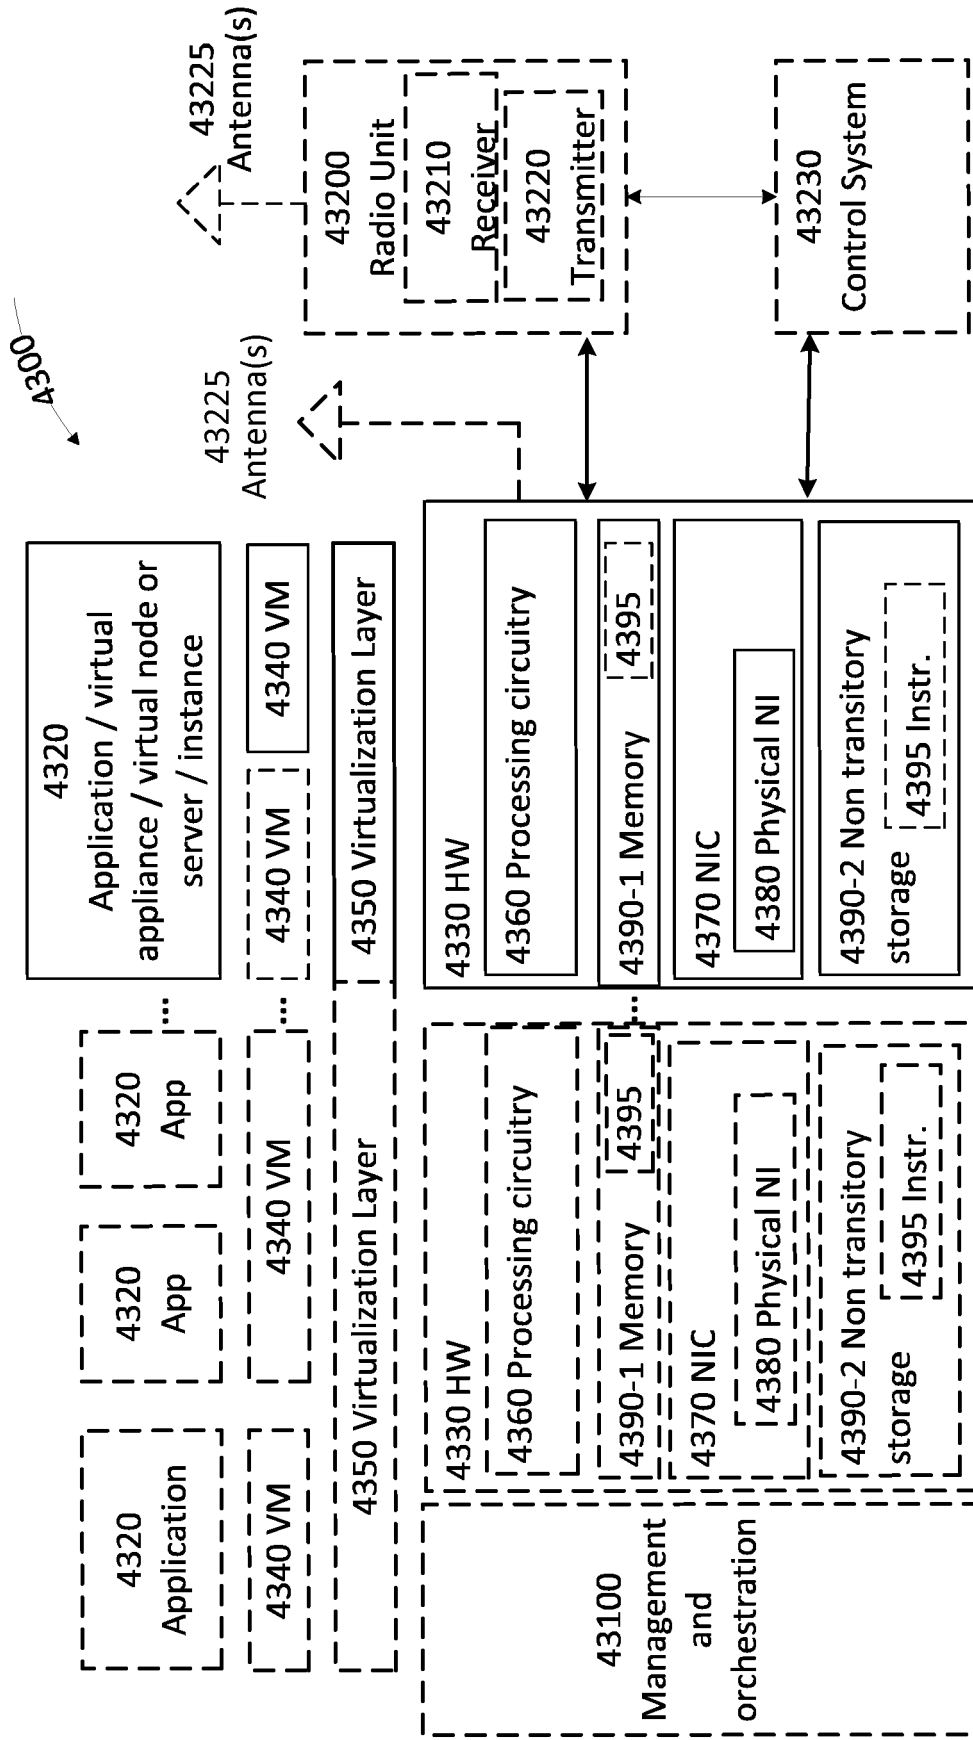 4300
4320
Application
4320
App
4320
App
...
4320
Application / virtual
appliance / virtual node or
server / instance
4340 VM
4340 VM
...
4340 VM
4340 VM
4350 Virtualization Layer
4350 Virtualization Layer
43100
Management
and
orchestration
4330 HW
4360 Processing circuitry
4390-1 Memory
4395
4370 NIC
4380 Physical NI
4390-2 Non transitory
storage
4395 Instr.
...
4330 HW
4360 Processing circuitry
4390-1 Memory
4395
4370 NIC
4380 Physical NI
4390-2 Non transitory
storage
4395 Instr.
43225
Antenna(s)
43225
Antenna(s)
43200
Radio Unit
43210
Receiver
43220
Transmitter
43230
Control System